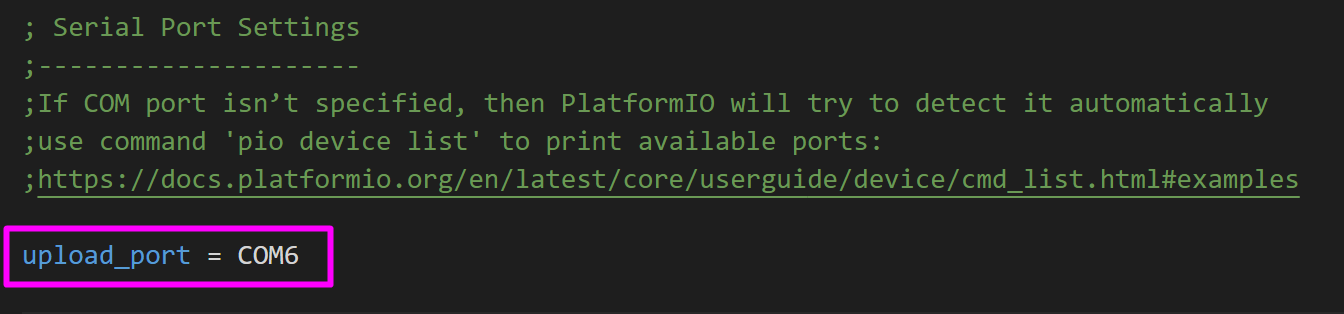 ; Serial Port Settings
;---------------------
;If COM port isn’t specified, then PlatformIO will try to detect it automatically
;use command 'pio device list' to print available ports:
;https://docs.platformio.org/en/latest/core/userguide/device/cmd_list.html#examples
upload_port = COM6